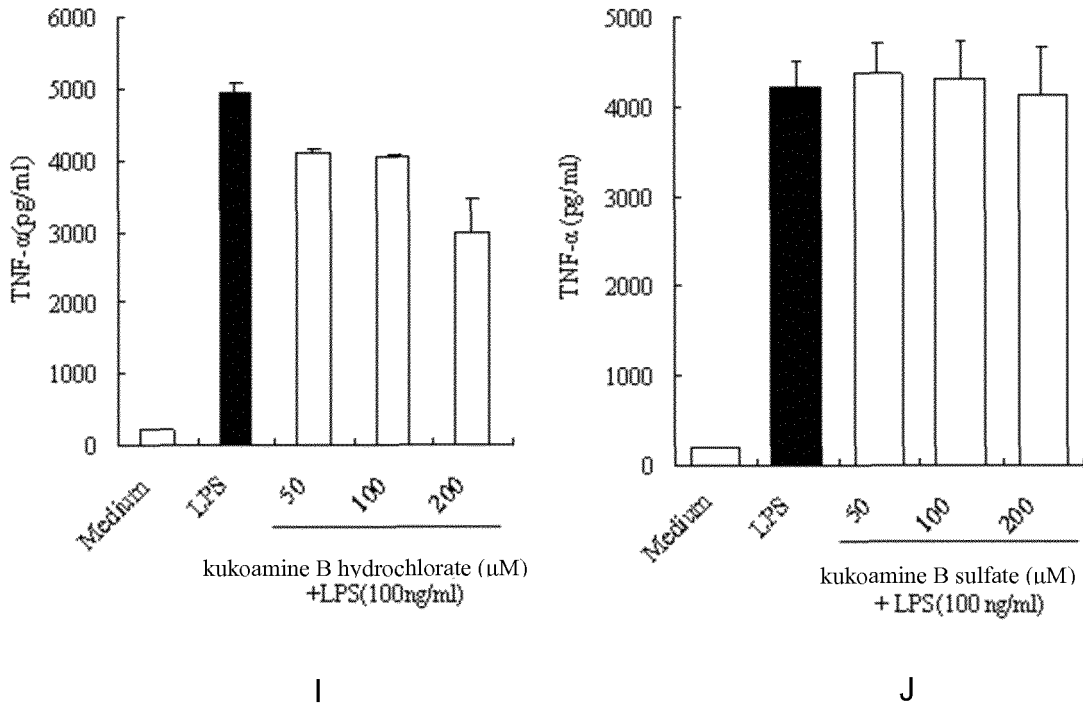 6000
5000
4000
3000
2000
1000
0
TNF-α(pg/ml)
Medium
LPS
50
100
200
kukoamine B hydrochlorate (μM)
+LPS(100ng/ml)
I
5000
4000
3000
2000
1000
0
TNF-α (pg/ml)
Medium
LPS
50
100
200
kukoamine B sulfate (μM)
+ LPS(100 ng/ml)
J